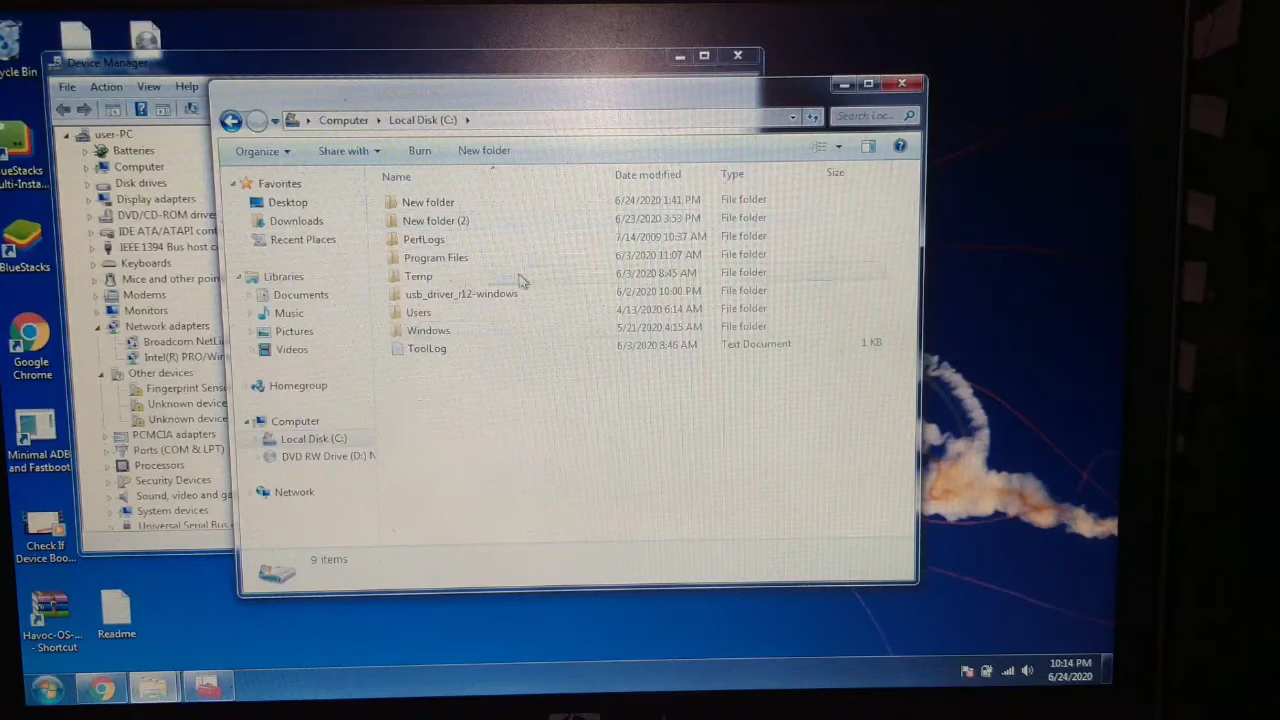 ycle Bin
Device Manager
File Action View Help
user-PC
Batteries
Computer
Disk drives
Display adapters
DVD/CD-ROM drive
IDE ATA/ATAPI cont
IEEE 1394 Bus host c
Keyboards
Mice and other poin
Modems
Monitors
Network adapters
Broadcom NetLi
Intel(R) PRO/Wir
Other devices
Fingerprint Sens
Unknown device
Unknown device
PCMCIA adapters
Ports (COM & LPT)
Processors
Security Devices
Sound, video and ga
System devices
Universal Serial Bus
Computer Local Disk (C:)
Search Loc...
Organize Share with Burn New folder
Favorites
Desktop
Downloads
Recent Places
Libraries
Documents
Music
Pictures
Videos
Homegroup
Computer
Local Disk (C:)
DVD RW Drive (D:) N
Network
Name Date modified Type Size
New folder 6/24/2020 1:41 PM File folder
New folder (2) 6/23/2020 3:53 PM File folder
PerfLogs 7/14/2009 10:37 AM File folder
Program Files 6/3/2020 11:07 AM File folder
Temp 6/3/2020 8:45 AM File folder
usb_driver_r12-windows 6/2/2020 10:00 PM File folder
Users 4/13/2020 6:14 AM File folder
Windows 5/21/2020 4:15 AM File folder
ToolLog 6/3/2020 8:46 AM Text Document 1 KB
9 items
lueStacks
ulti-Insta...
BlueStacks
Google
Chrome
Minimal ADB
and Fastboot
Check If
Device Boo...
Havoc-OS-...
- Shortcut
Readme
10:14 PM
6/24/2020